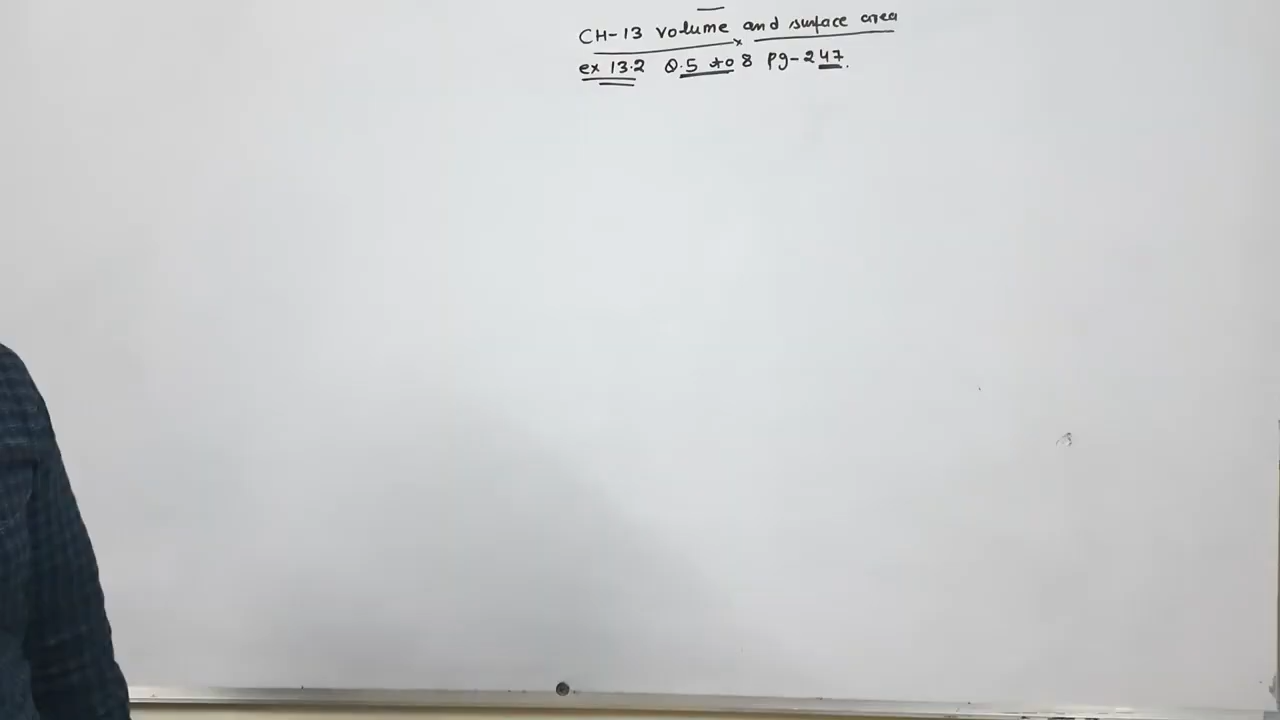 CH-13 Volume and surface area
ex 13.2 Q.5 to 8 pg-247.